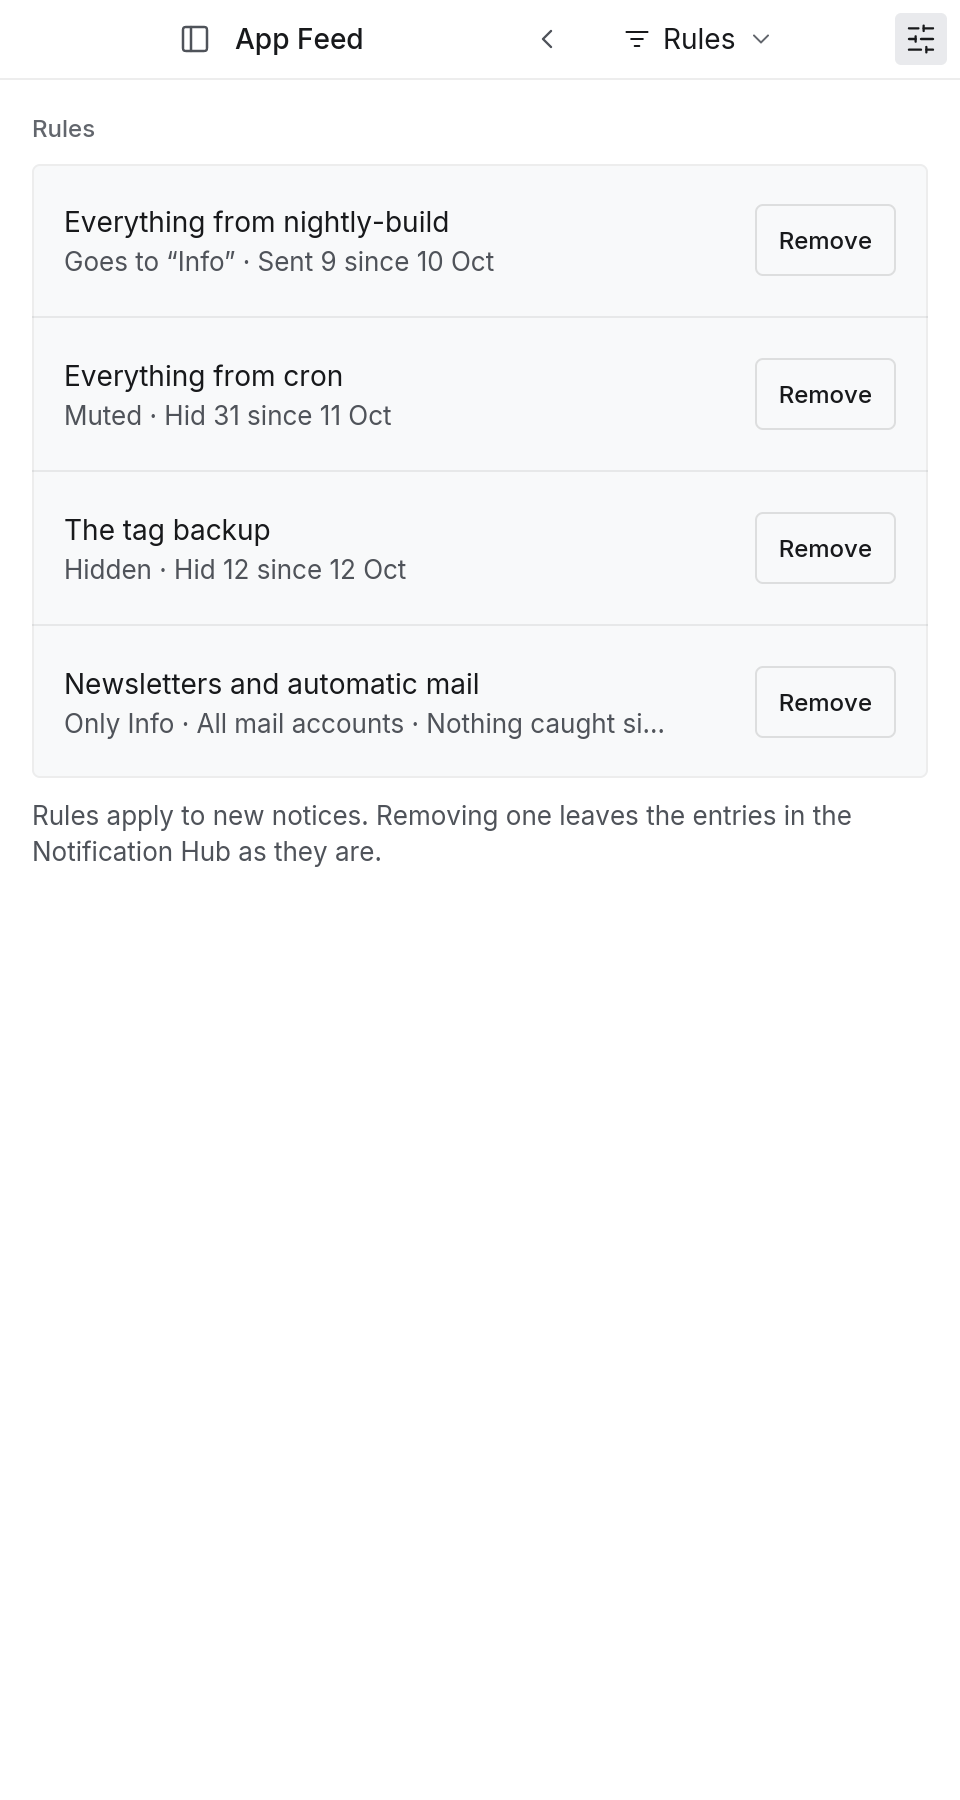 App Feed
Rules
Rules
Everything from nightly-build
Goes to “Info” · Sent 9 since 10 Oct
Remove
Everything from cron
Muted · Hid 31 since 11 Oct
Remove
The tag backup
Hidden · Hid 12 since 12 Oct
Remove
Newsletters and automatic mail
Only Info · All mail accounts · Nothing caught si...
Remove
Rules apply to new notices. Removing one leaves the entries in the
Notification Hub as they are.